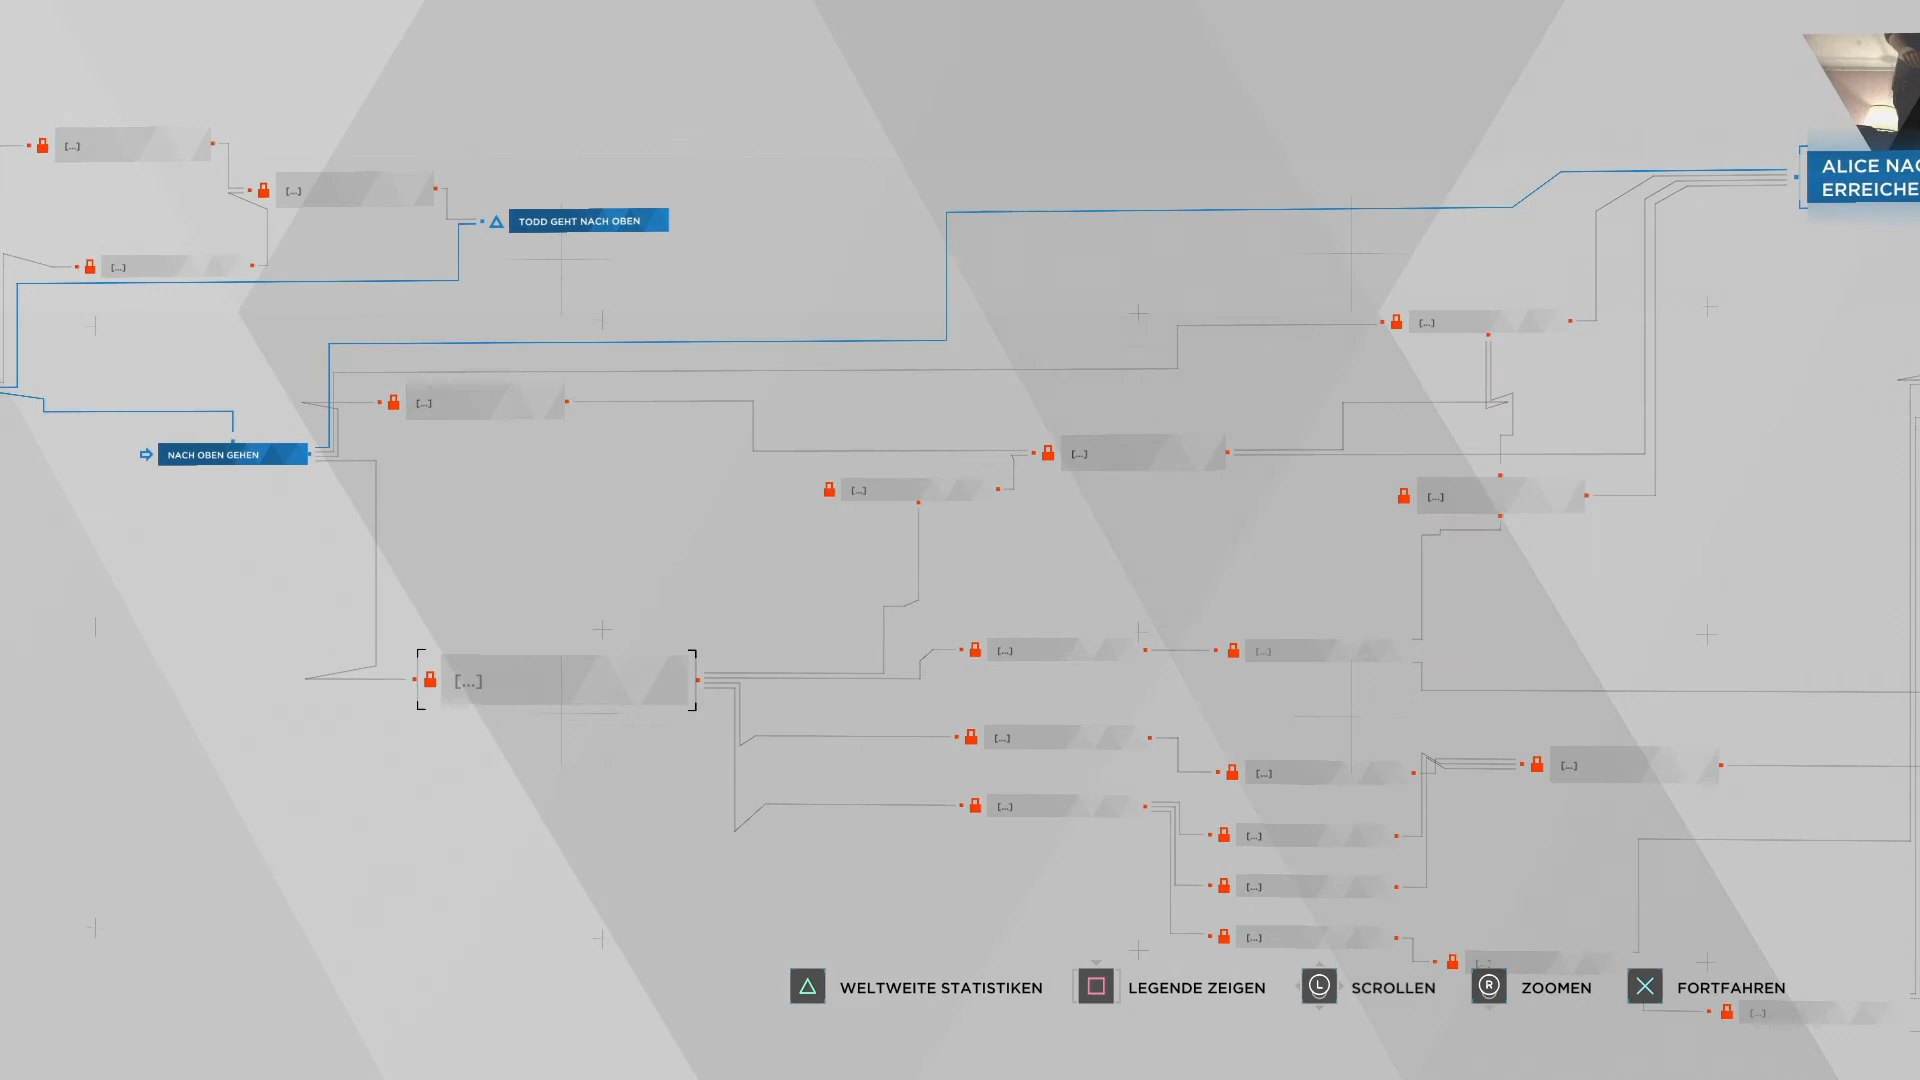 [...]
ALICE NAC
ERREICHE
[...]
TODD GEHT NACH OBEN
[...]
[...]
[...]
NACH OBEN GEHEN
[...]
[...]
[...]
[...]
[...]
[...]
[...]
[...]
[...]
[...]
[...]
[...]
[...]
[...]
WELTWEITE STATISTIKEN
LEGENDE ZEIGEN
L
SCROLLEN
R
ZOOMEN
FORTFAHREN
[...]